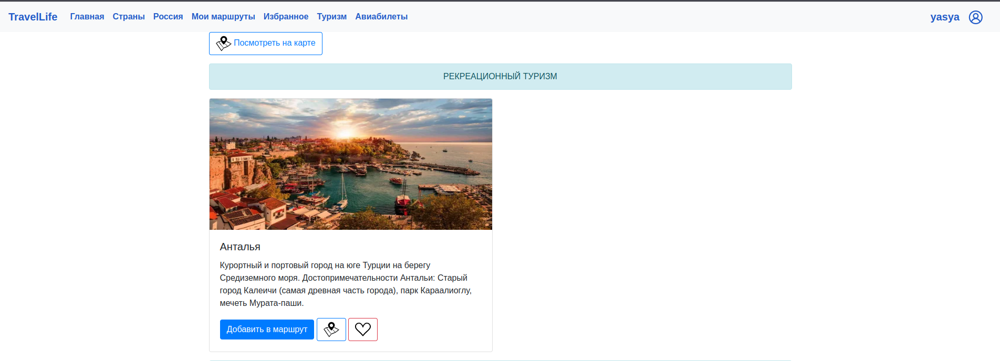 TravelLife Главная Страны Россия Мои маршруты Избранное Туризм Авиабилеты yasya
Посмотреть на карте
РЕКРЕАЦИОННЫЙ ТУРИЗМ
Анталья
Курортный и портовый город на юге Турции на берегу
Средиземного моря. Достопримечательности Антальи: Старый
город Калеичи (самая древная часть города), парк Караалиоглу,
мечеть Мурата-паши.
Добавить в маршрут